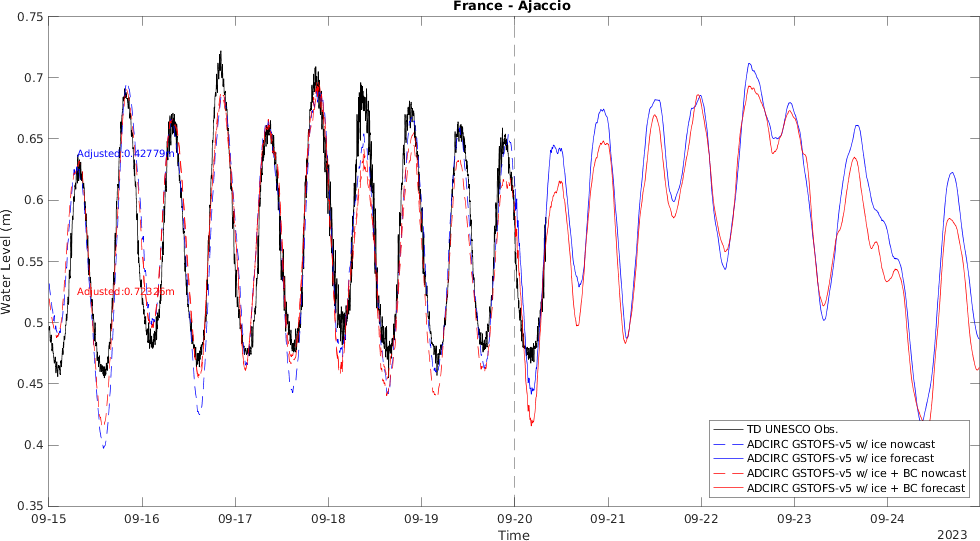 France - Ajaccio
0.75
0.7
0.65
0.6
0.55
0.5
0.45
0.4
0.35
Water Level (m)
Adjusted:0.42779m
Adjusted:0.72326m
TD UNESCO Obs.
ADCIRC GSTOFS-v5 w/ ice nowcast
ADCIRC GSTOFS-v5 w/ ice forecast
ADCIRC GSTOFS-v5 w/ ice + BC nowcast
ADCIRC GSTOFS-v5 w/ ice + BC forecast
09-15 09-16 09-17 09-18 09-19 09-20 09-21 09-22 09-23 09-24
Time
2023